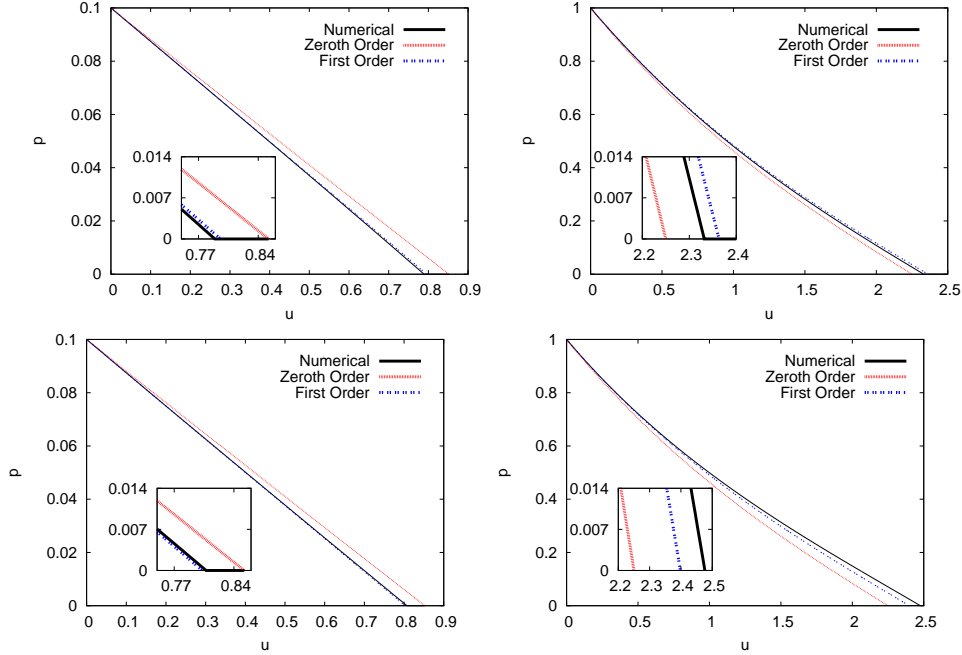 0.1
0.08
0.06
0.04
0.02
0
p
Numerical
Zeroth Order
First Order
0.014
0.007
0
0.77 0.84
0 0.1 0.2 0.3 0.4 0.5 0.6 0.7 0.8 0.9
u
1
0.8
0.6
0.4
0.2
0
p
Numerical
Zeroth Order
First Order
0.014
0.007
0
2.2 2.3 2.4
0 0.5 1 1.5 2 2.5
u
0.1
0.08
0.06
0.04
0.02
0
p
Numerical
Zeroth Order
First Order
0.014
0.007
0
0.77 0.84
0 0.1 0.2 0.3 0.4 0.5 0.6 0.7 0.8 0.9
u
1
0.8
0.6
0.4
0.2
0
p
Numerical
Zeroth Order
First Order
0.014
0.007
0
2.2 2.3 2.4 2.5
0 0.5 1 1.5 2 2.5
u